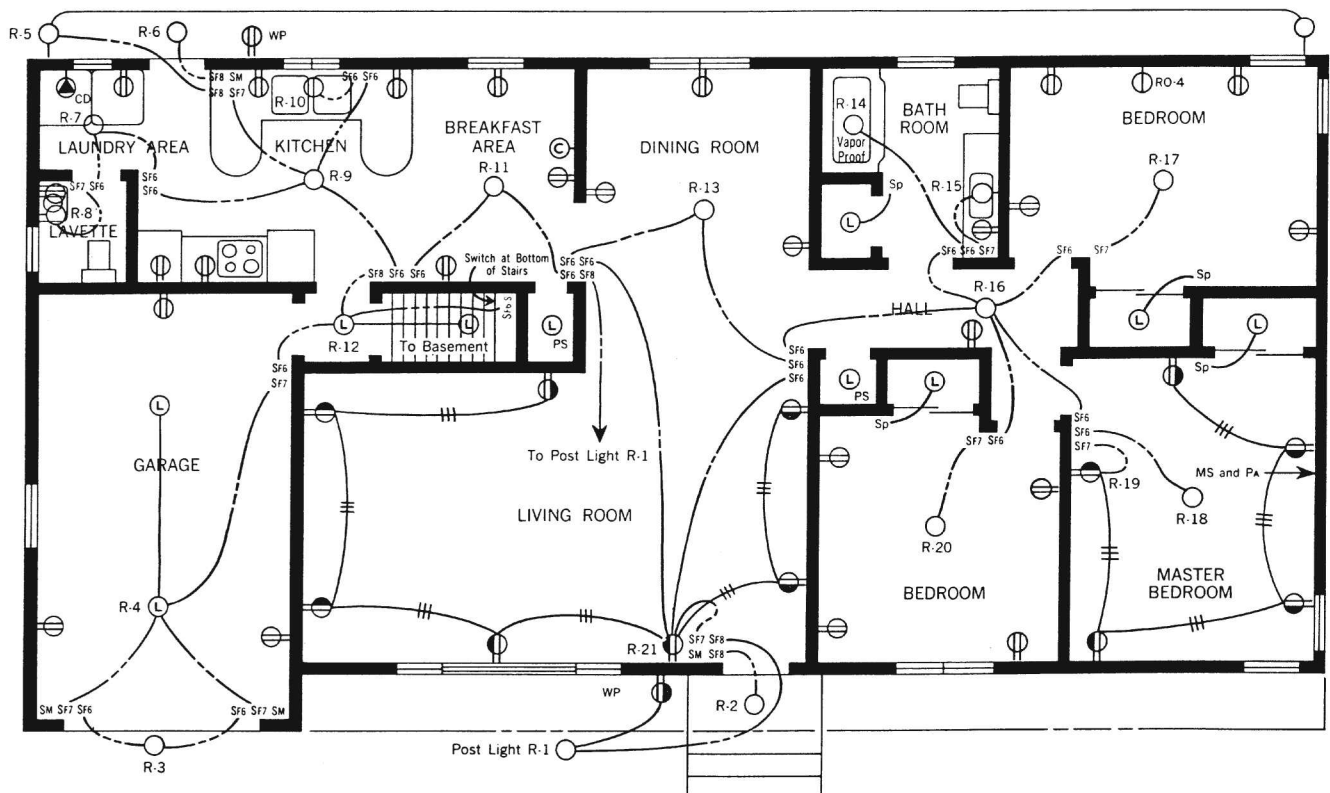 R-5
R-6
WP
SF8 SM
SF8 SF7
R-10
SF6 SF6
CD
R-7
LAUNDRY AREA
KITCHEN
BREAKFAST
AREA
DINING ROOM
R-14
Vapor
Proof
BATH
ROOM
RO-4
BEDROOM
C
R-9
R-11
R-13
Sp
R-15
R-17
SF6
SF6
SF7 SF6
R-8
LAVETTE
L
Switch at Bottom
of Stairs
SF8 SF6 SF6
SF6 SF6
SF6 SF8
SF6 SF6 SF7
SF6
SF7
Sp
R-16
HALL
SF6 S
L
R-12
L
To Basement
L
PS
L
L
SF6
SF7
SF6
SF6
SF6
L
PS
L
Sp
Sp
L
GARAGE
To Post Light R-1
SF7 SF6
SF6
SF6
SF7
R-19
MS and PA
R-18
LIVING ROOM
R-20
R-4
L
BEDROOM
MASTER
BEDROOM
R-21
SF7 SF8
SM SF8
WP
R-2
SM SF7 SF6
SF6 SF7 SM
R-3
Post Light R-1